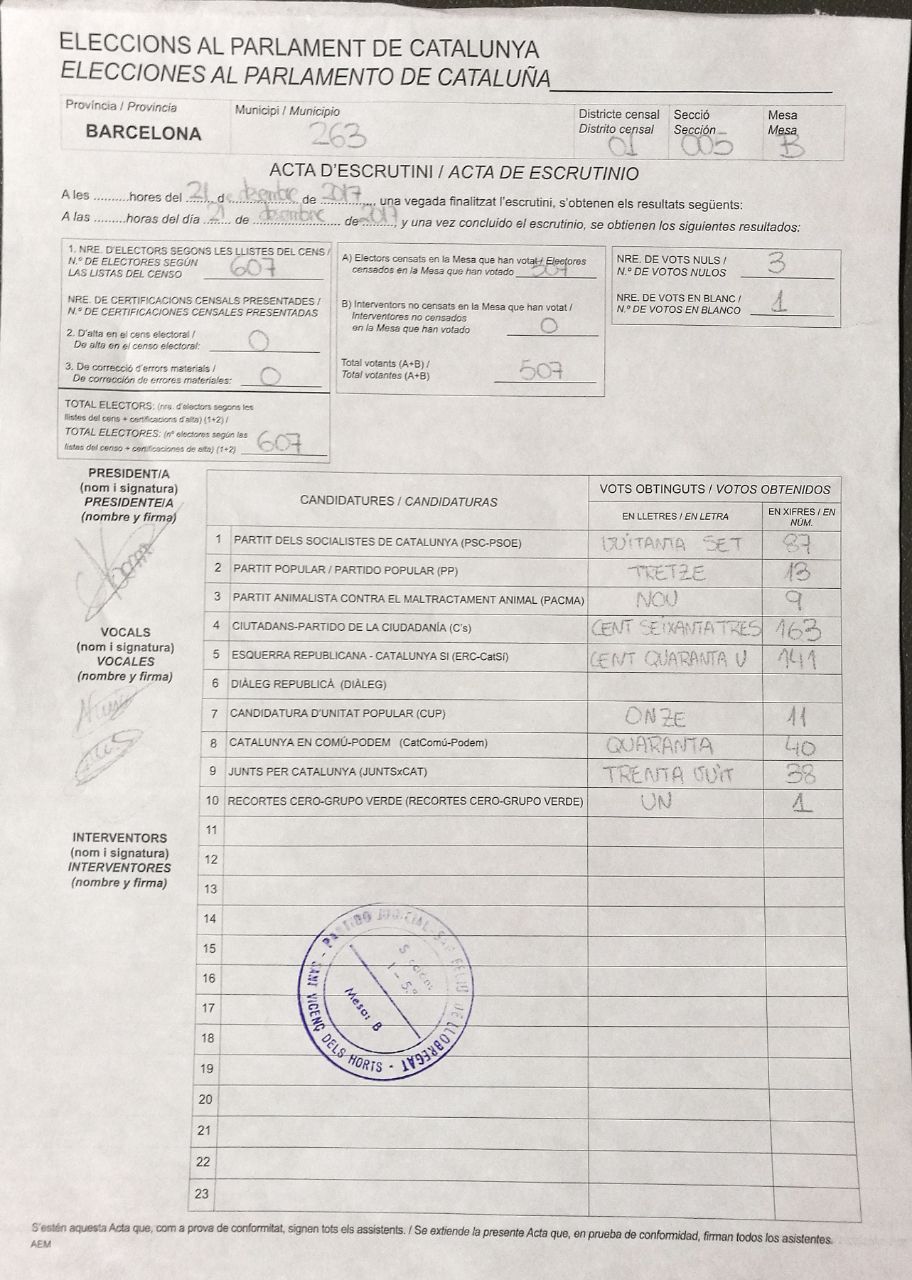 ELECCIONS AL PARLAMENT DE CATALUNYA
ELECCIONES AL PARLAMENTO DE CATALUÑA
Província / Provincia
BARCELONA
Municipi / Municipio
263
Districte censal
Distrito censal
01
Secció
Sección
005
Mesa
Mesa
B
ACTA D'ESCRUTINI / ACTA DE ESCRUTINIO
A les ..........hores del 21 de desembre de 2017, una vegada finalitzat l'escrutini, s'obtenen els resultats següents:
A las ..........horas del día 21 de desembre de 2017, y una vez concluido el escrutinio, se obtienen los siguientes resultados:
1. NRE. D'ELECTORS SEGONS LES LLISTES DEL CENS /
N.º DE ELECTORES SEGÚN
LAS LISTAS DEL CENSO
607
NRE. DE CERTIFICACIONS CENSALS PRESENTADES /
N.º DE CERTIFICACIONES CENSALES PRESENTADAS
2. D'alta en el cens electoral /
De alta en el censo electoral:
0
3. De correcció d'errors materials /
De corrección de errores materiales:
0
TOTAL ELECTORS: (nre. d'electors segons les
llistes del cens + certificacions d'alta) (1+2) /
TOTAL ELECTORES: (nº electores según las
listas del censo + certificaciones de alta) (1+2)
607
A) Electors censats en la Mesa que han votat / Electores
censados en la Mesa que han votado
507
B) Interventors no censats en la Mesa que han votat /
Interventores no censados
en la Mesa que han votado
0
Total votants (A+B) /
Total votantes (A+B)
507
NRE. DE VOTS NULS /
N.º DE VOTOS NULOS
3
NRE. DE VOTS EN BLANC /
N.º DE VOTOS EN BLANCO
1
PRESIDENT/A
(nom i signatura)
PRESIDENTE/A
(nombre y firma)
VOCALS
(nom i signatura)
VOCALES
(nombre y firma)
INTERVENTORS
(nom i signatura)
INTERVENTORES
(nombre y firma)
CANDIDATURES / CANDIDATURAS
VOTS OBTINGUTS / VOTOS OBTENIDOS
EN LLETRES / EN LETRA
EN XIFRES / EN NÚM.
1 PARTIT DELS SOCIALISTES DE CATALUNYA (PSC-PSOE) VUITANTA SET 87
2 PARTIT POPULAR / PARTIDO POPULAR (PP) TRETZE 13
3 PARTIT ANIMALISTA CONTRA EL MALTRACTAMENT ANIMAL (PACMA) NOU 9
4 CIUTADANS-PARTIDO DE LA CIUDADANÍA (C's) CENT SEIXANTA TRES 163
5 ESQUERRA REPUBLICANA - CATALUNYA SI (ERC-CatSí) CENT QUARANTA U 141
6 DIÀLEG REPUBLICÀ (DIÀLEG)
7 CANDIDATURA D'UNITAT POPULAR (CUP) ONZE 11
8 CATALUNYA EN COMÚ-PODEM (CatComú-Podem) QUARANTA 40
9 JUNTS PER CATALUNYA (JUNTSxCAT) TRENTA VUIT 38
10 RECORTES CERO-GRUPO VERDE (RECORTES CERO-GRUPO VERDE) UN 1
11
12
13
14
15
16
17
18
19
20
21
22
23
PARTIDO JUDICIAL SAN FELIU DE LLOBREGAT - SANT VICENÇ DELS HORTS -
1 - 5.ª
Mesa: B
S'estén aquesta Acta que, com a prova de conformitat, signen tots els assistents. / Se extiende la presente Acta que, en prueba de conformidad, firman todos los asistentes.
AEM